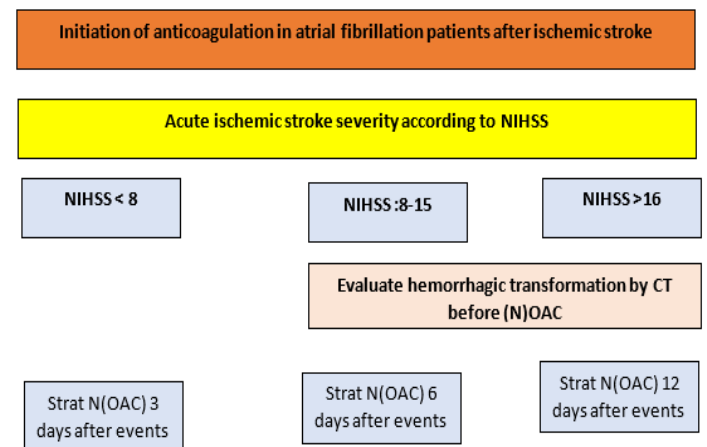 Initiation of anticoagulation in atrial fibrillation patients after ischemic stroke
Acute ischemic stroke severity according to NIHSS
NIHSS < 8
NIHSS :8-15
NIHSS >16
Evaluate hemorrhagic transformation by CT
before (N)OAC
Strat N(OAC) 3
days after events
Strat N(OAC) 6
days after events
Strat N(OAC) 12
days after events